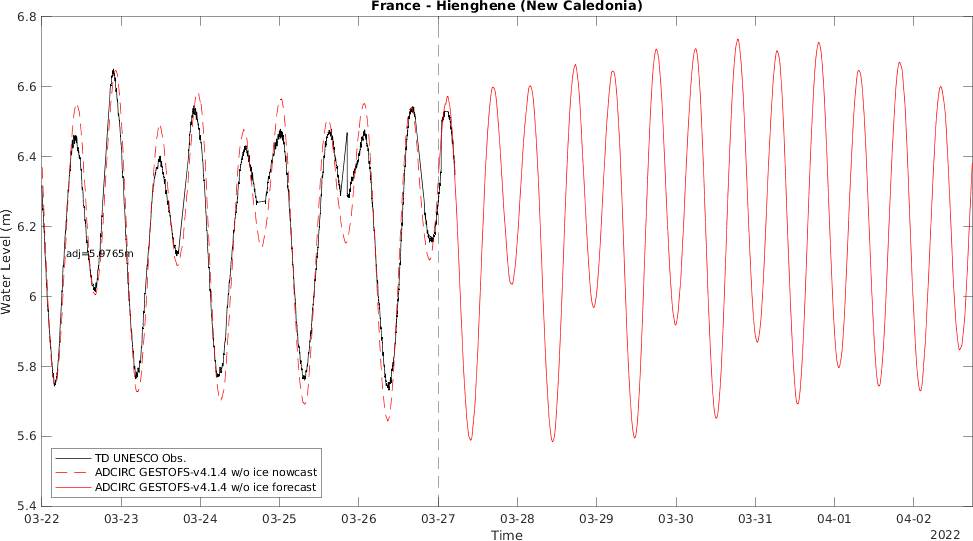 France - Hienghene (New Caledonia)
6.8
6.6
6.4
6.2
6
5.8
5.6
5.4
Water Level (m)
adj=5.9765m
TD UNESCO Obs.
ADCIRC GESTOFS-v4.1.4 w/o ice nowcast
ADCIRC GESTOFS-v4.1.4 w/o ice forecast
03-22 03-23 03-24 03-25 03-26 03-27 03-28 03-29 03-30 03-31 04-01 04-02
Time
2022